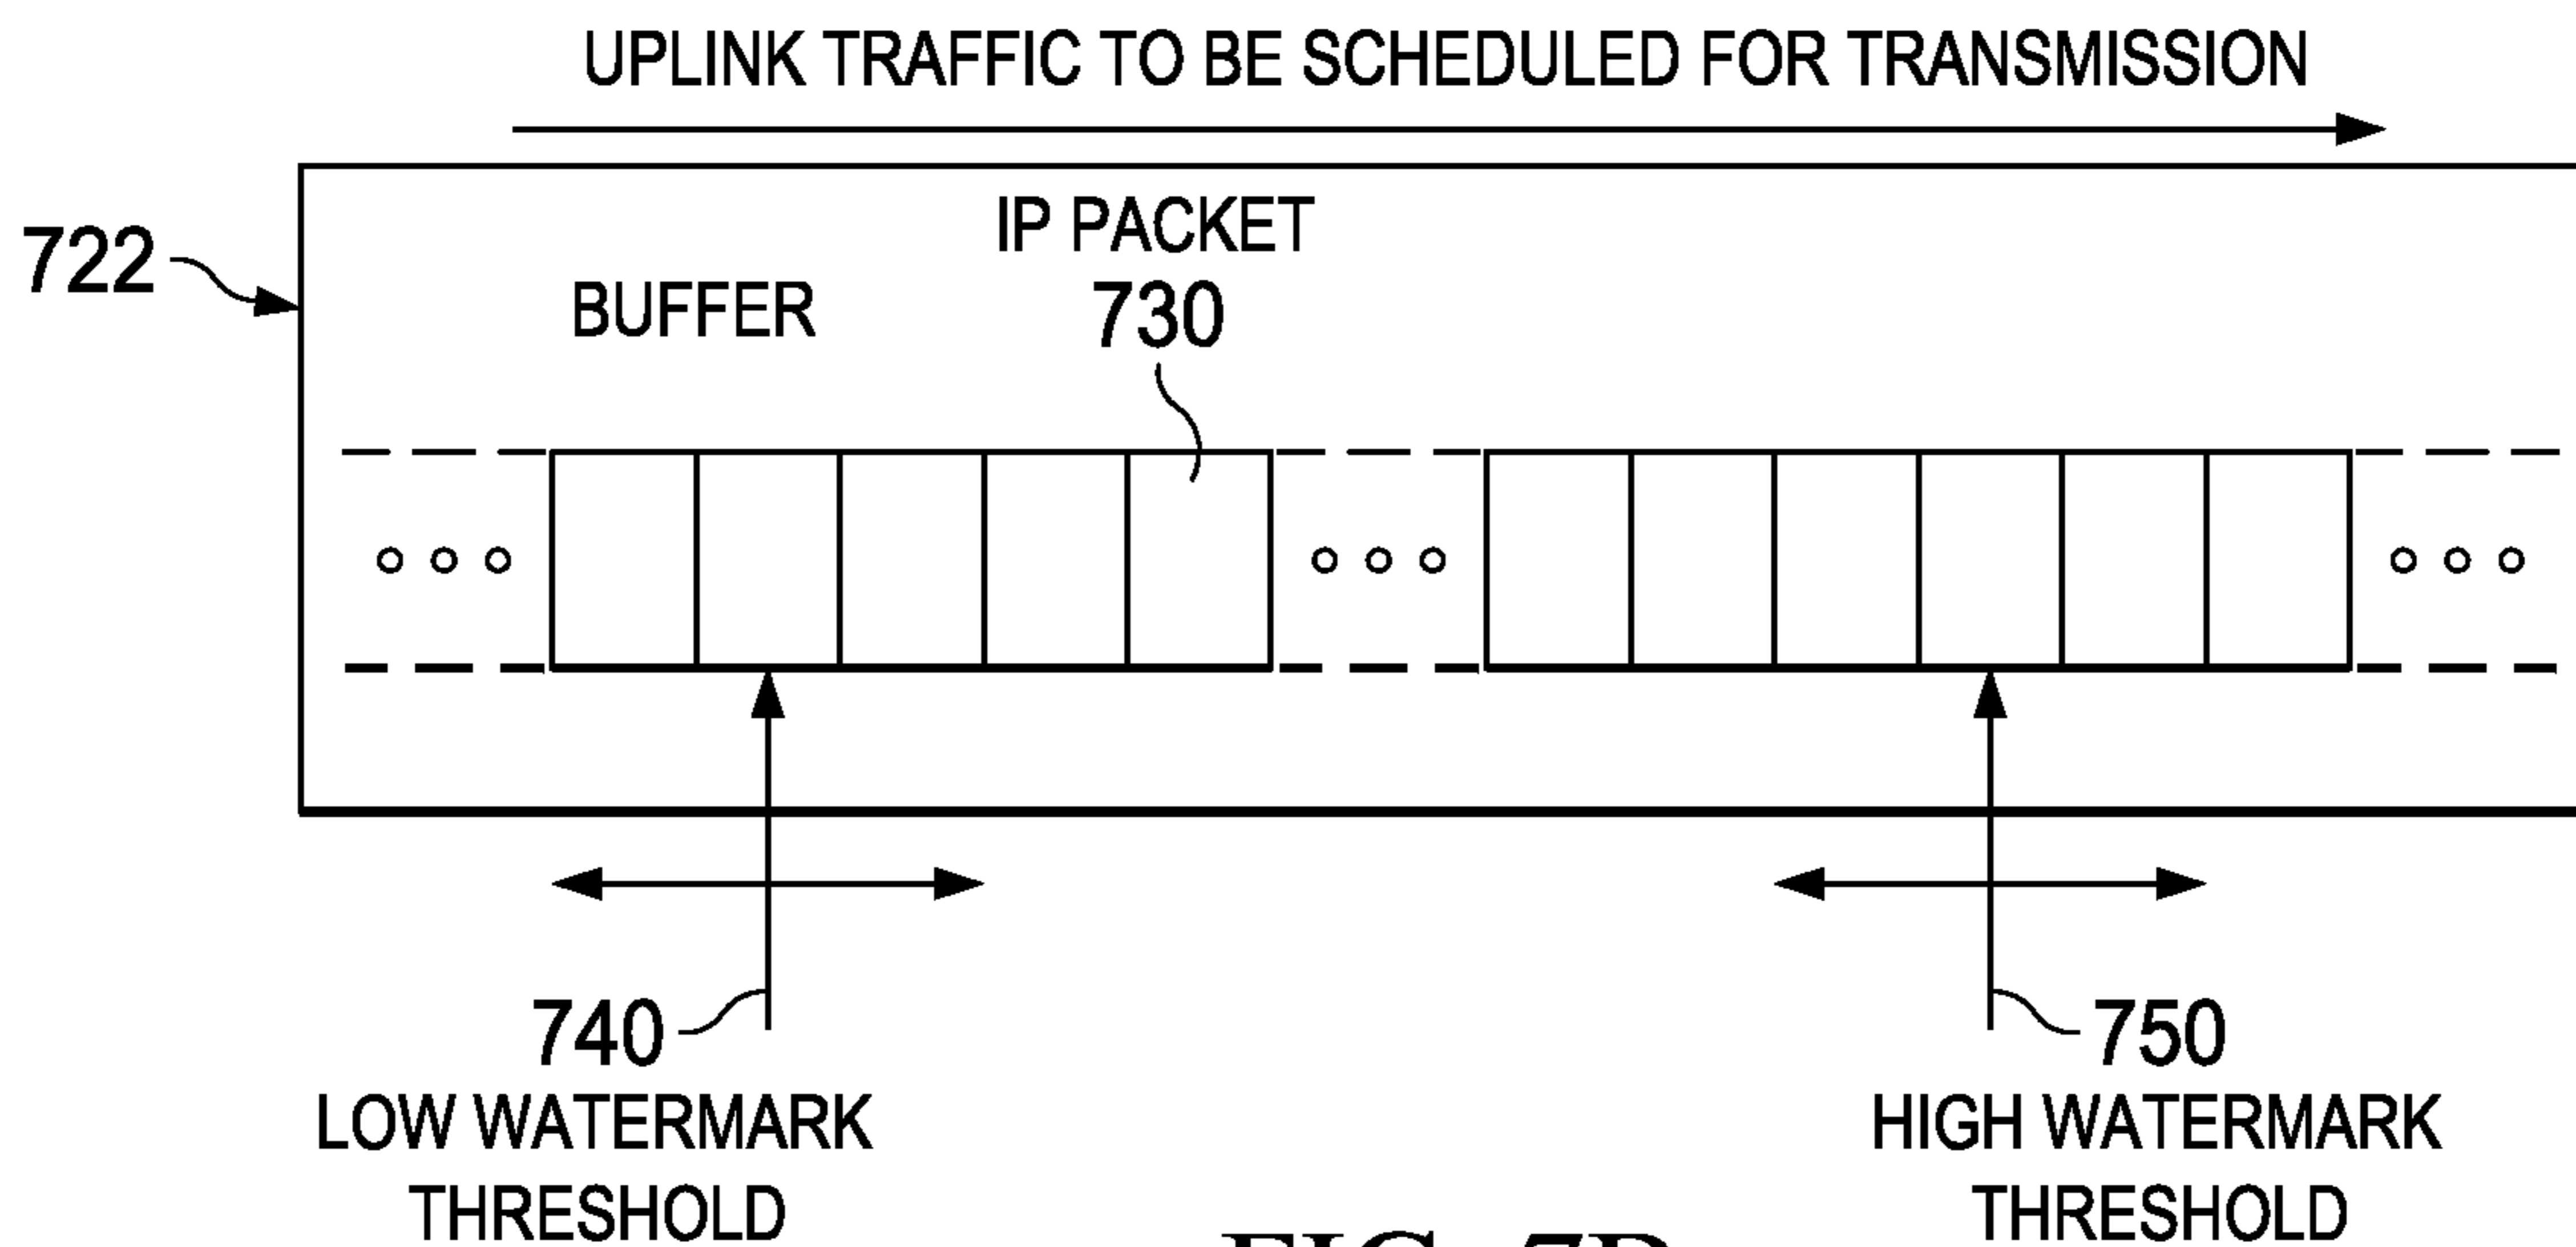 UPLINK TRAFFIC TO BE SCHEDULED FOR TRANSMISSION
722
BUFFER
IP PACKET
730
740
LOW WATERMARK
THRESHOLD
750
HIGH WATERMARK
THRESHOLD